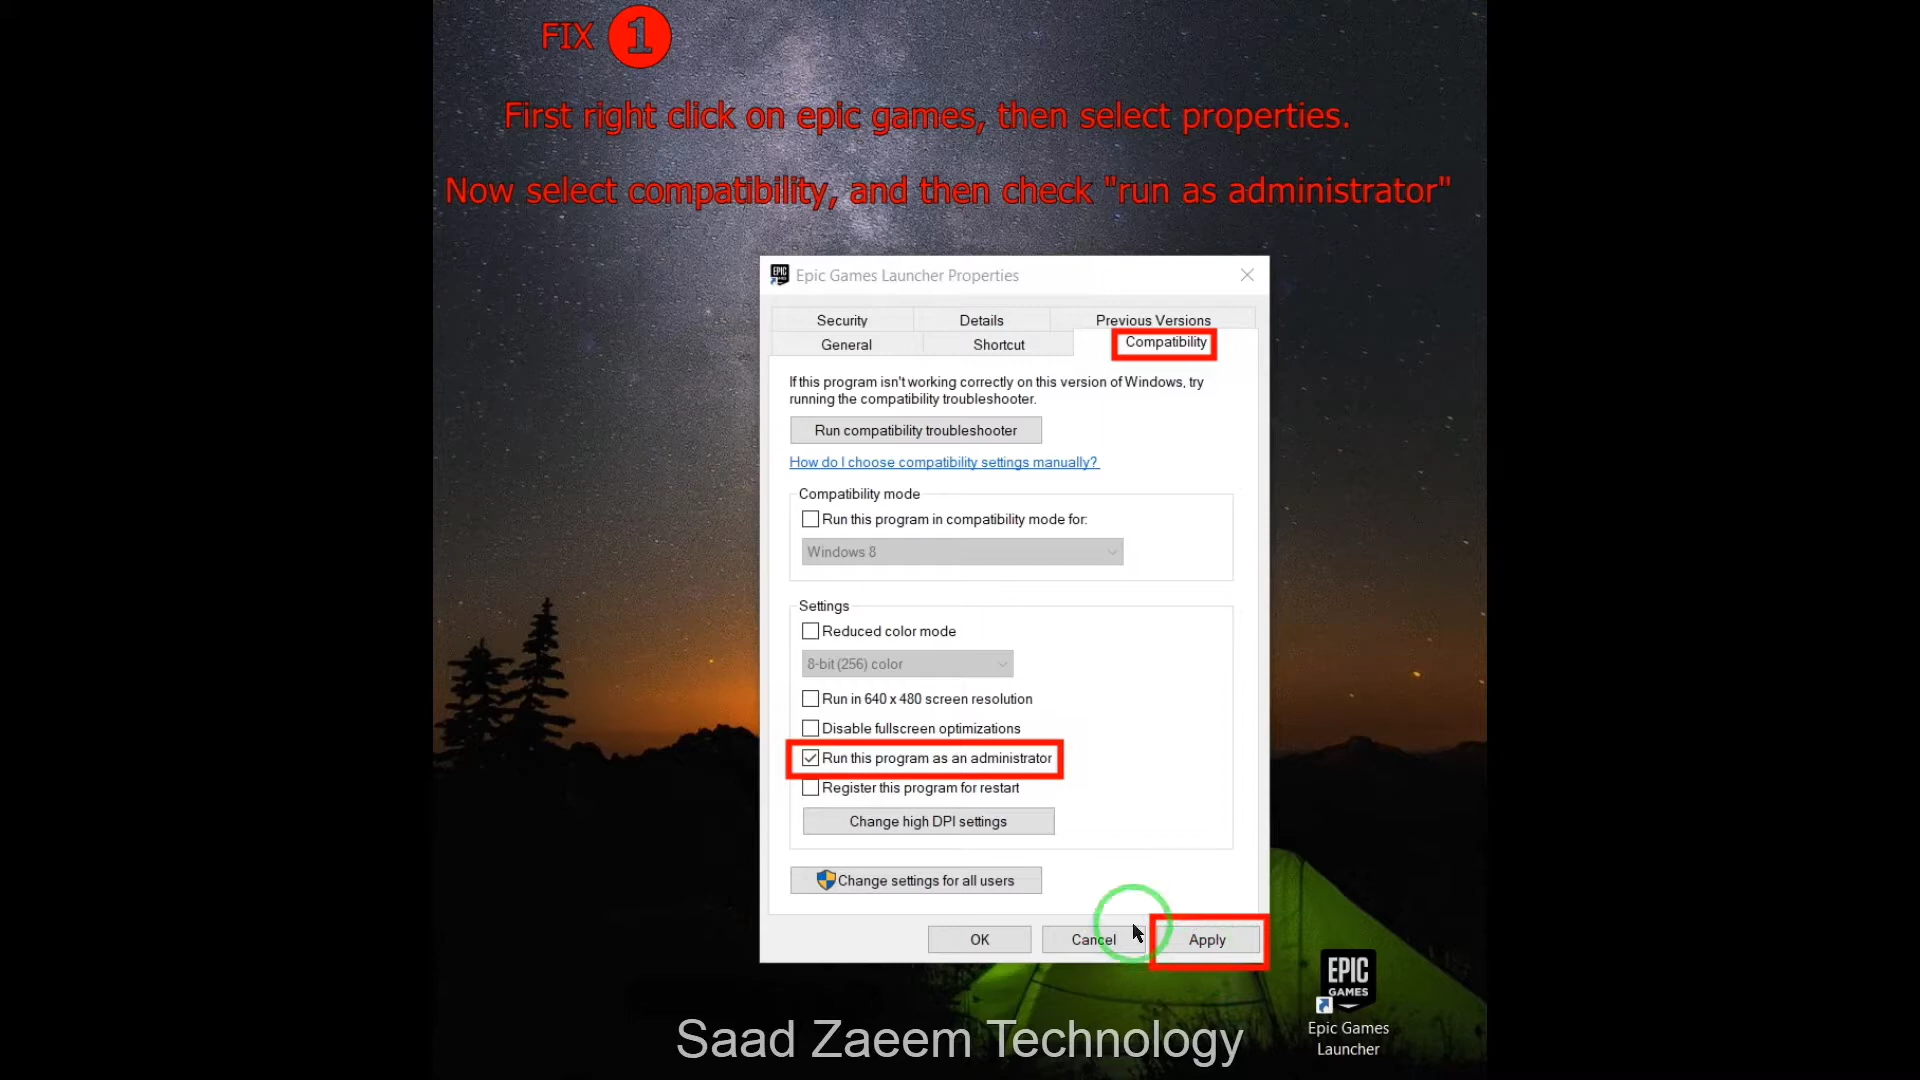 FIX 1
First right click on epic games, then select properties.
Now select compatibility, and then check "run as administrator"
EPIC
GAMES
Epic Games Launcher Properties
Security
Details
Previous Versions
General
Shortcut
Compatibility
If this program isn't working correctly on this version of Windows, try
running the compatibility troubleshooter.
Run compatibility troubleshooter
How do I choose compatibility settings manually?
Compatibility mode
Run this program in compatibility mode for:
Windows 8
Settings
Reduced color mode
8-bit (256) color
Run in 640 x 480 screen resolution
Disable fullscreen optimizations
Run this program as an administrator
Register this program for restart
Change high DPI settings
Change settings for all users
OK
Cancel
Apply
EPIC
GAMES
Epic Games
Launcher
Saad Zaeem Technology